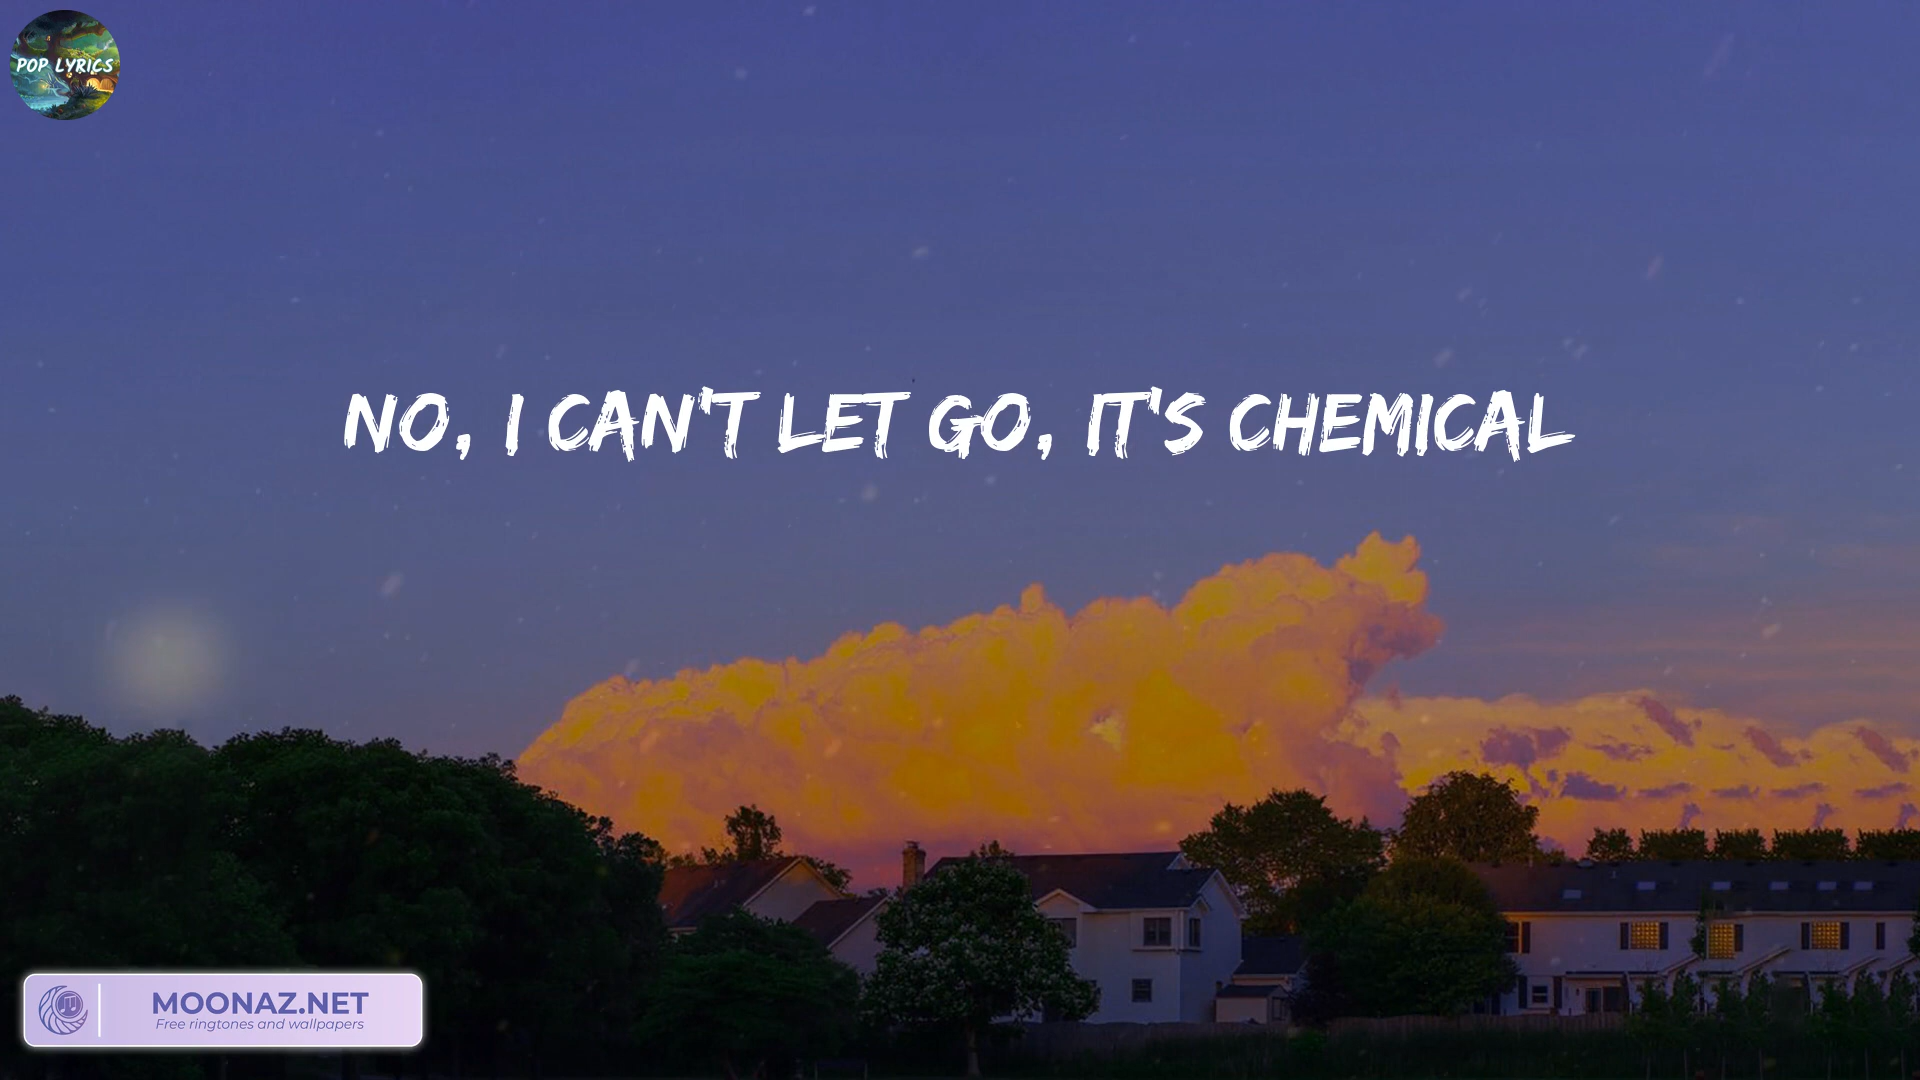 POP LYRICS
NO, I CAN'T LET GO, IT'S CHEMICAL
MOONAZ.NET
Free ringtones and wallpapers